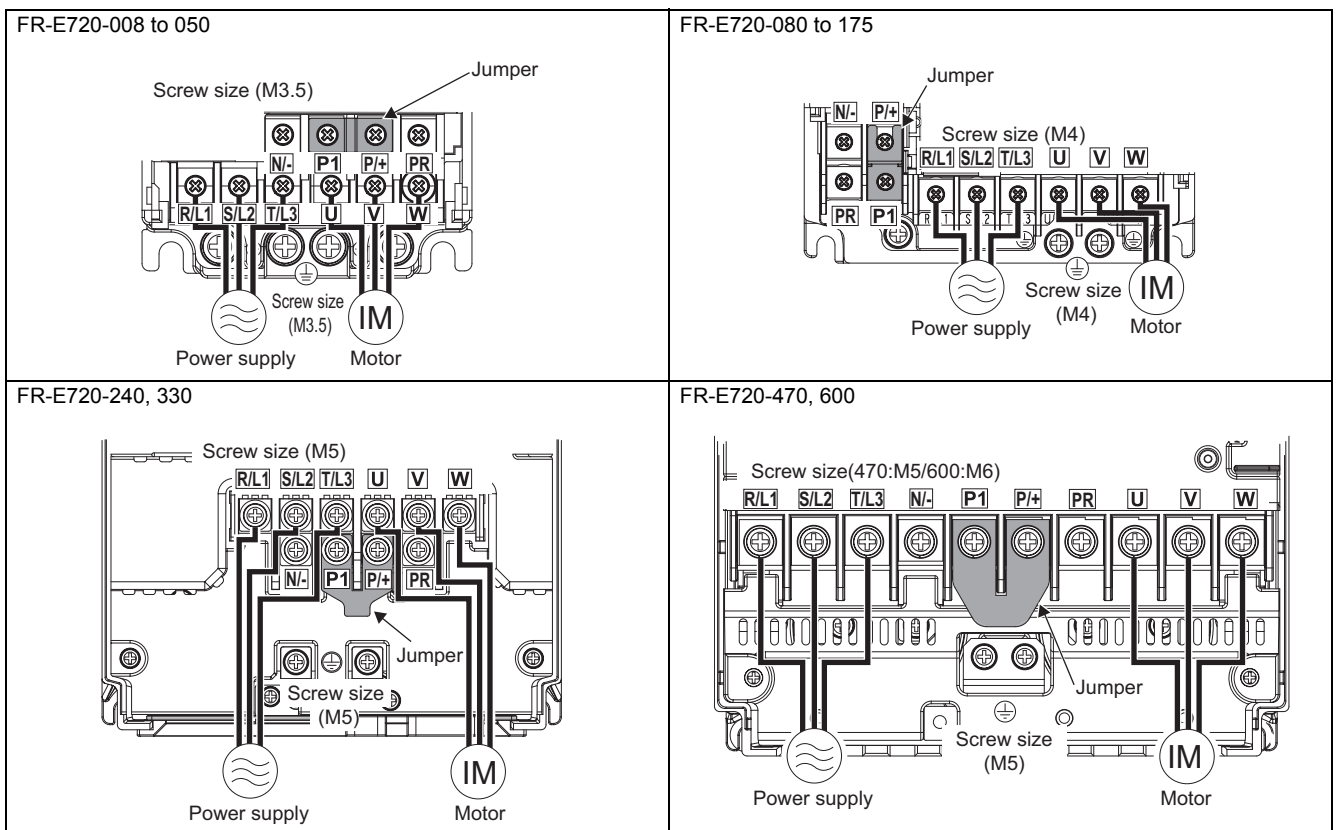 FR-E720-008 to 050
Jumper
Screw size (M3.5)
N/- P1 P/+ PR
R/L1 S/L2 T/L3 U V W
Screw size
(M3.5)
IM
Power supply Motor
FR-E720-080 to 175
Jumper
N/- P/+
Screw size (M4)
R/L1 S/L2 T/L3 U V W
PR P1
Screw size
(M4)
IM
Power supply Motor
FR-E720-240, 330
Screw size (M5)
R/L1 S/L2 T/L3 U V W
N/- P1 P/+ PR
Jumper
Screw size
(M5)
IM
Power supply Motor
FR-E720-470, 600
Screw size(470:M5/600:M6)
R/L1 S/L2 T/L3 N/- P1 P/+ PR U V W
Jumper
Screw size
(M5)
IM
Power supply Motor